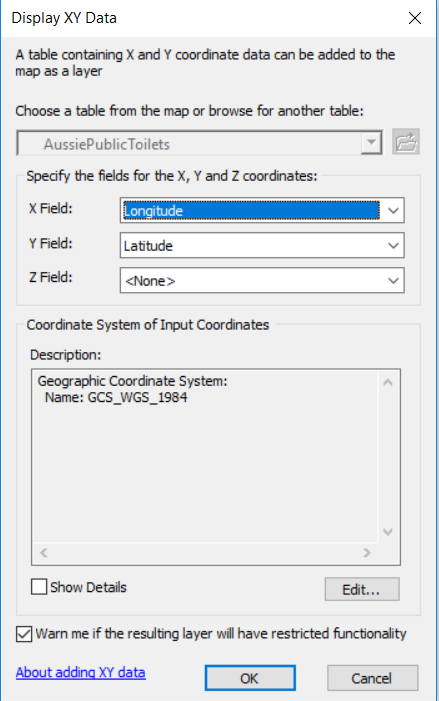 Display XY Data
A table containing X and Y coordinate data can be added to the
map as a layer
Choose a table from the map or browse for another table:
AussiePublicToilets
Specify the fields for the X, Y and Z coordinates:
X Field: Longitude
Y Field: Latitude
Z Field: <None>
Coordinate System of Input Coordinates
Description:
Geographic Coordinate System:
Name: GCS_WGS_1984
Show Details Edit...
Warn me if the resulting layer will have restricted functionality
About adding XY data OK Cancel